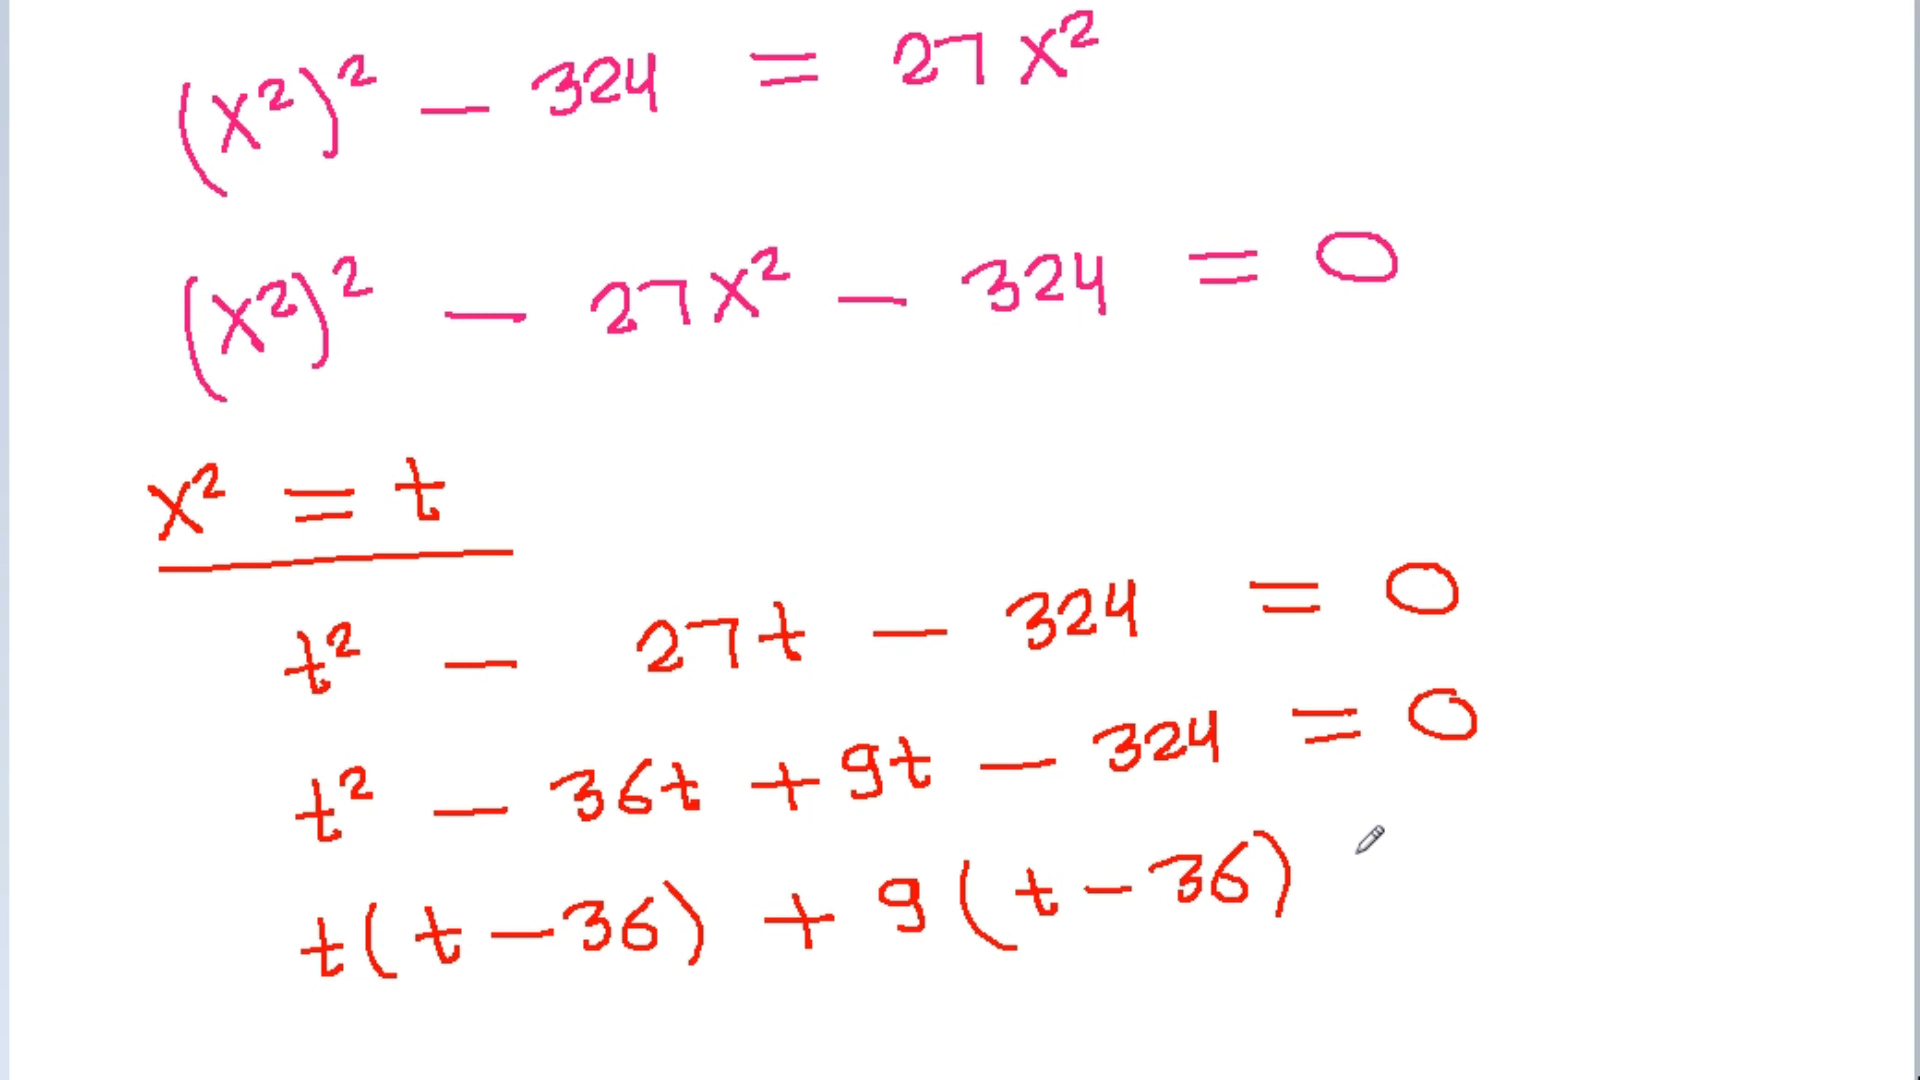 (x²)² - 324 = 27x²
(x²)² - 27x² - 324 = 0
x² = t
t² - 27t - 324 = 0
t² - 36t + 9t - 324 = 0
t(t - 36) + 9(t - 36)